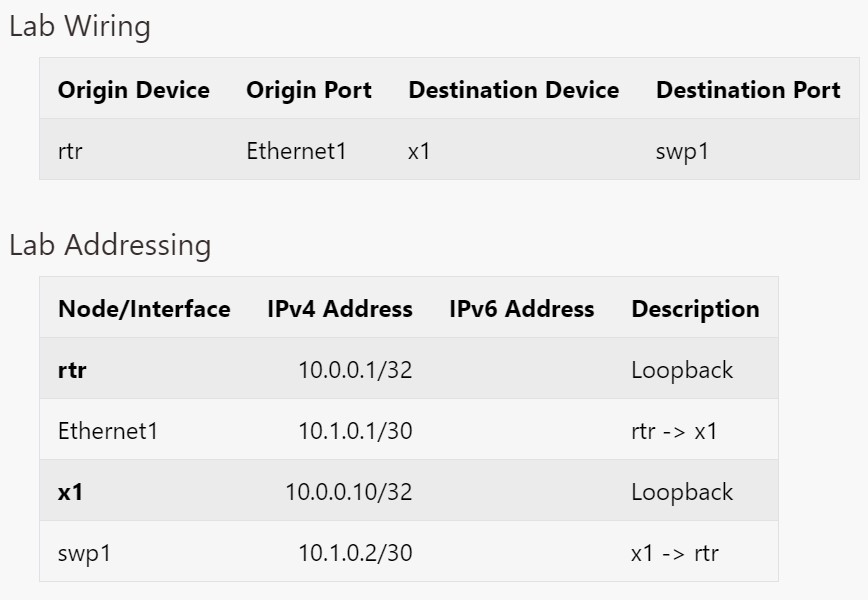 Lab Wiring
Origin Device Origin Port Destination Device Destination Port
rtr Ethernet1 x1 swp1
Lab Addressing
Node/Interface IPv4 Address IPv6 Address Description
rtr 10.0.0.1/32 Loopback
Ethernet1 10.1.0.1/30 rtr -> x1
x1 10.0.0.10/32 Loopback
swp1 10.1.0.2/30 x1 -> rtr